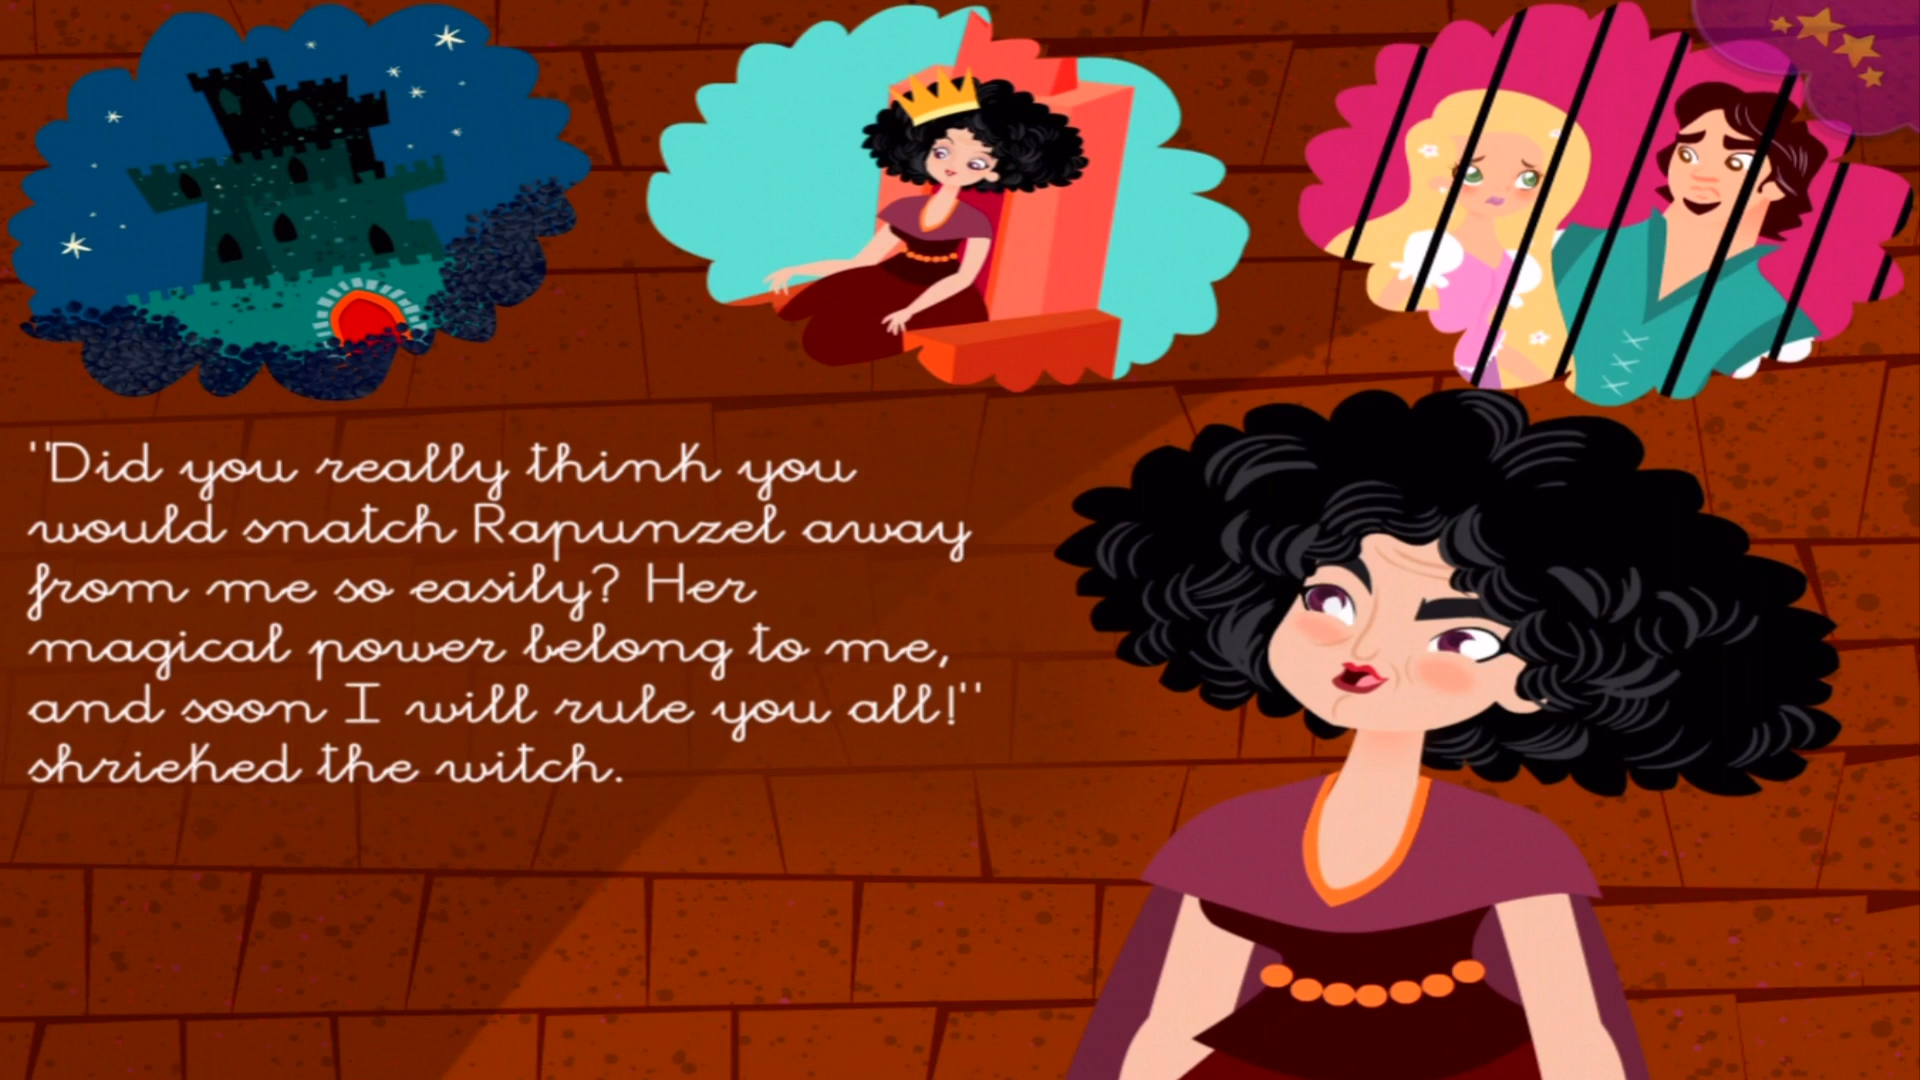 "Did you really think you
would snatch Rapunzel away
from me so easily? Her
magical power belong to me,
and soon I will rule you all!"
shrieked the witch.